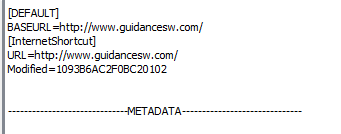 [DEFAULT]
BASEURL=http://www.guidancesw.com/
[InternetShortcut]
URL=http://www.guidancesw.com/
Modified=1093B6AC2F0BC20102
------------------------------METADATA------------------------------